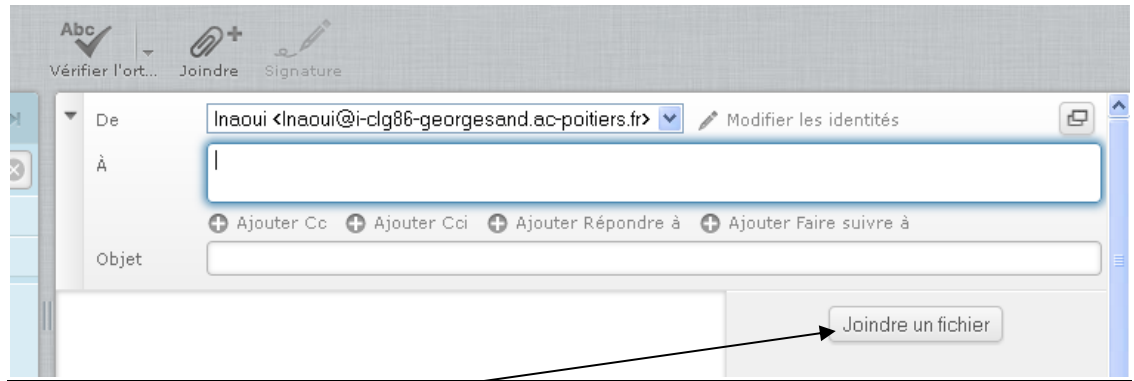 Abc
Vérifier l'ort... Joindre Signature
De lnaoui <lnaoui@i-clg86-georgesand.ac-poitiers.fr> Modifier les identités
À
Ajouter Cc Ajouter Cci Ajouter Répondre à Ajouter Faire suivre à
Objet
Joindre un fichier